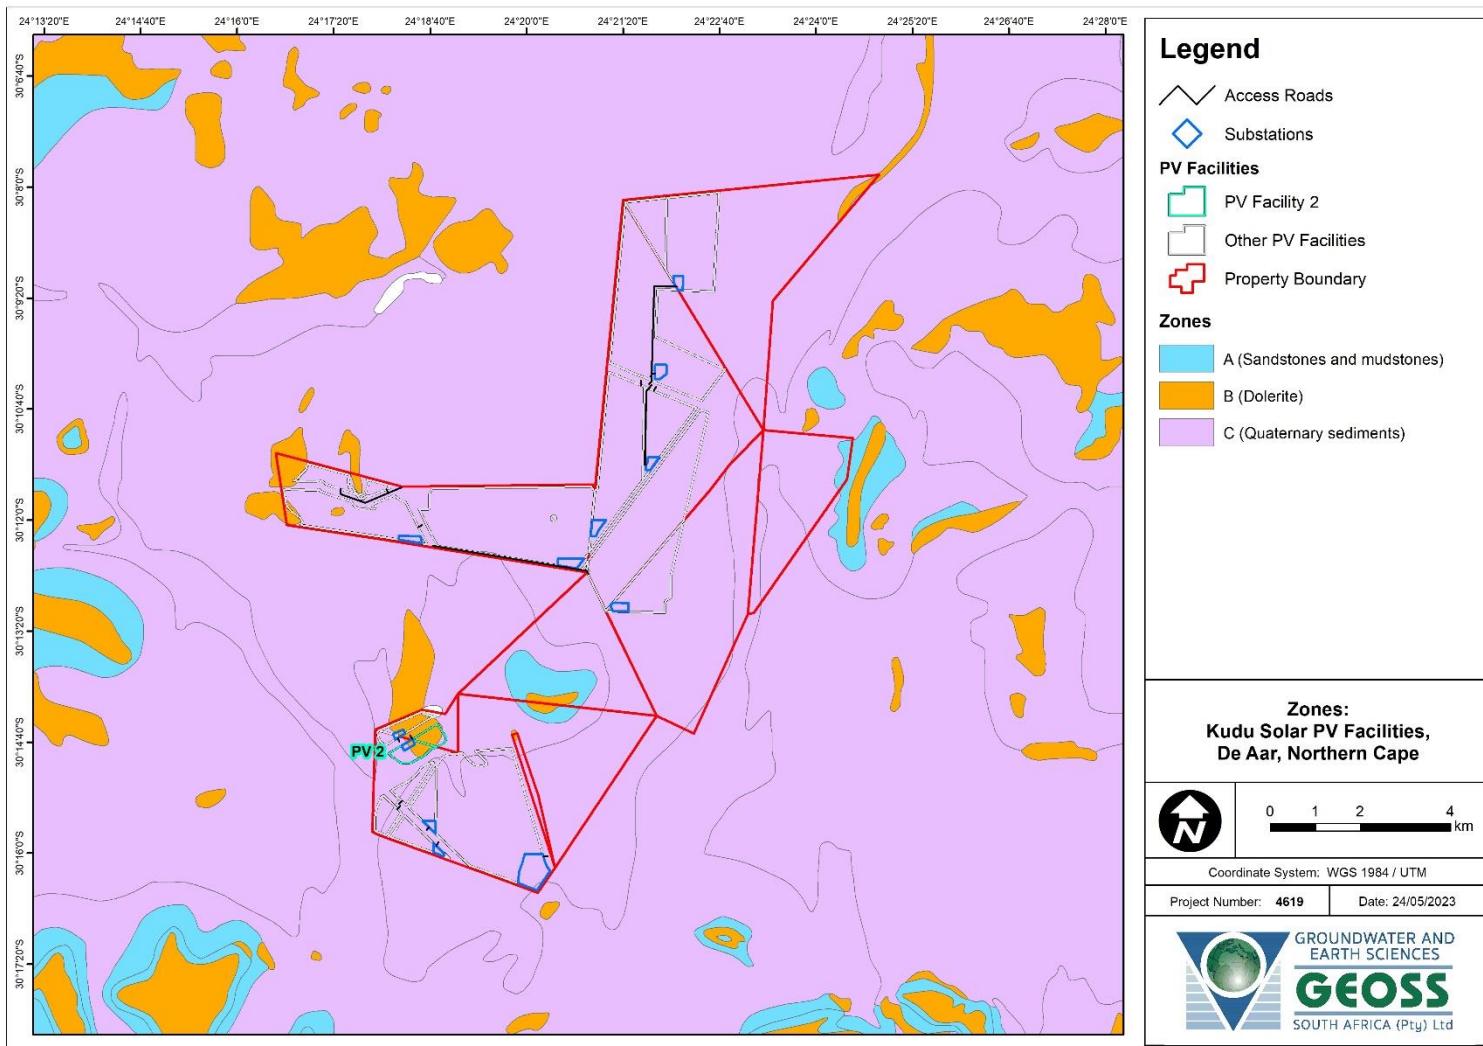 24°13'20"E 24°14'40"E 24°16'0"E 24°17'20"E 24°18'40"E 24°20'0"E 24°21'20"E 24°22'40"E 24°24'0"E 24°25'20"E 24°26'40"E 24°28'0"E
30°6'40"S
30°8'0"S
30°9'20"S
30°10'40"S
30°12'0"S
30°13'20"S
30°14'40"S
30°16'0"S
30°17'20"S
PV 2
Legend
Access Roads
Substations
PV Facilities
PV Facility 2
Other PV Facilities
Property Boundary
Zones
A (Sandstones and mudstones)
B (Dolerite)
C (Quaternary sediments)
Zones:
Kudu Solar PV Facilities,
De Aar, Northern Cape
N
0 1 2 4
km
Coordinate System: WGS 1984 / UTM
Project Number: 4619 Date: 24/05/2023
GROUNDWATER AND
EARTH SCIENCES
GEOSS
SOUTH AFRICA (Pty) Ltd